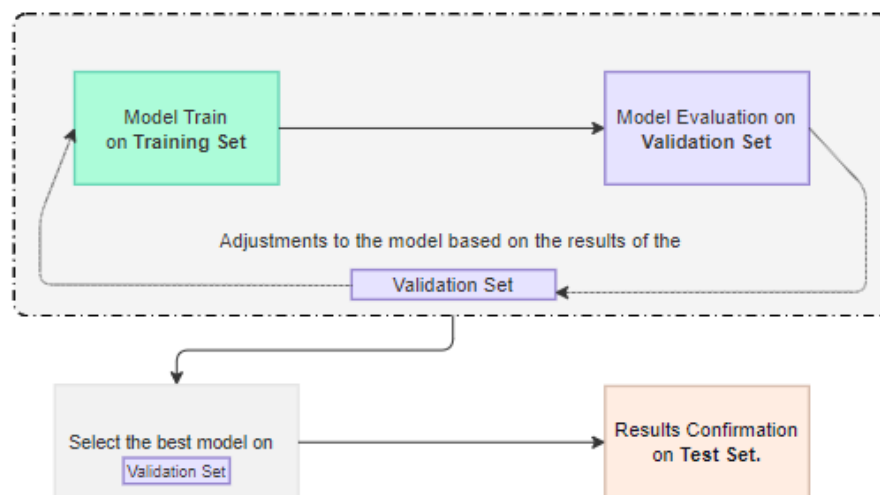 Model Train
on Training Set
Model Evaluation on
Validation Set
Adjustments to the model based on the results of the
Validation Set
Select the best model on
Validation Set
Results Confirmation
on Test Set.